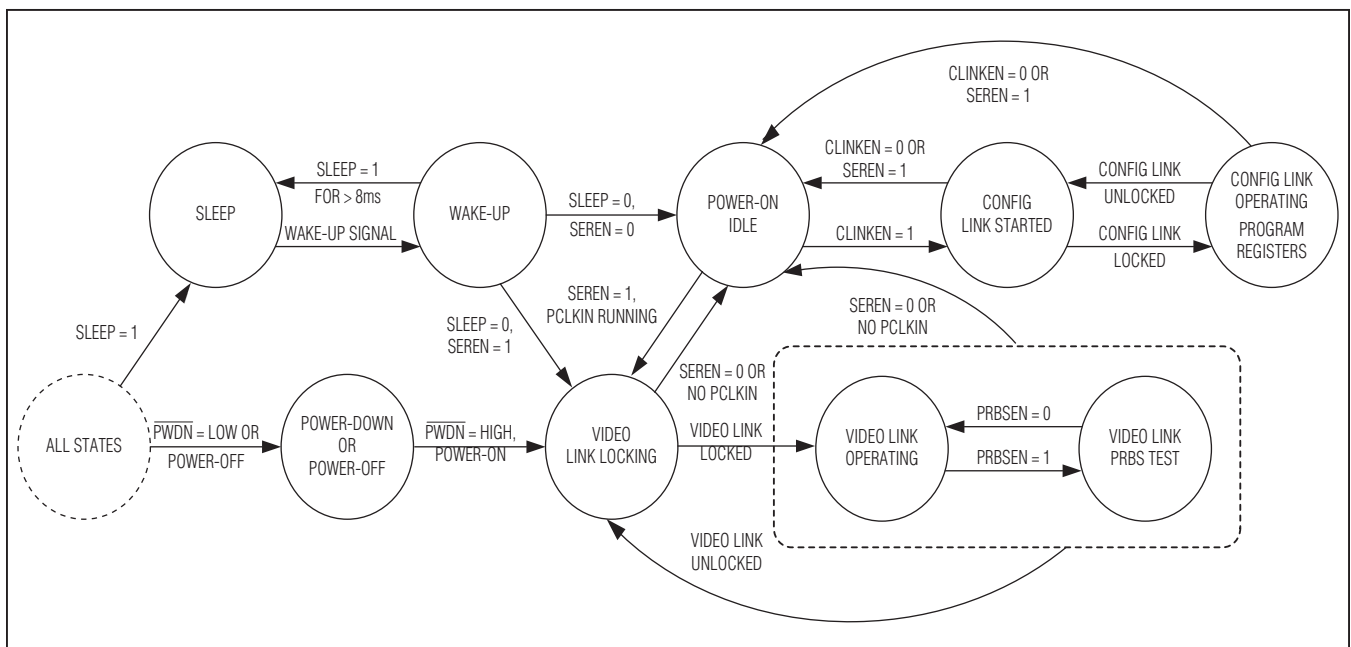 CLINKEN = 0 OR
SEREN = 1
SLEEP = 1
FOR > 8ms
SLEEP
WAKE-UP SIGNAL
WAKE-UP
SLEEP = 0,
SEREN = 0
POWER-ON
IDLE
CLINKEN = 0 OR
SEREN = 1
CLINKEN = 1
CONFIG
LINK STARTED
CONFIG LINK
UNLOCKED
CONFIG LINK
LOCKED
CONFIG LINK
OPERATING
PROGRAM
REGISTERS
SLEEP = 1
SLEEP = 0,
SEREN = 1
SEREN = 1,
PCLKIN RUNNING
SEREN = 0 OR
NO PCLKIN
SEREN = 0 OR
NO PCLKIN
ALL STATES
PWDN = LOW OR
POWER-OFF
POWER-DOWN
OR
POWER-OFF
PWDN = HIGH,
POWER-ON
VIDEO
LINK LOCKING
VIDEO LINK
LOCKED
VIDEO LINK
OPERATING
PRBSEN = 0
PRBSEN = 1
VIDEO LINK
PRBS TEST
VIDEO LINK
UNLOCKED